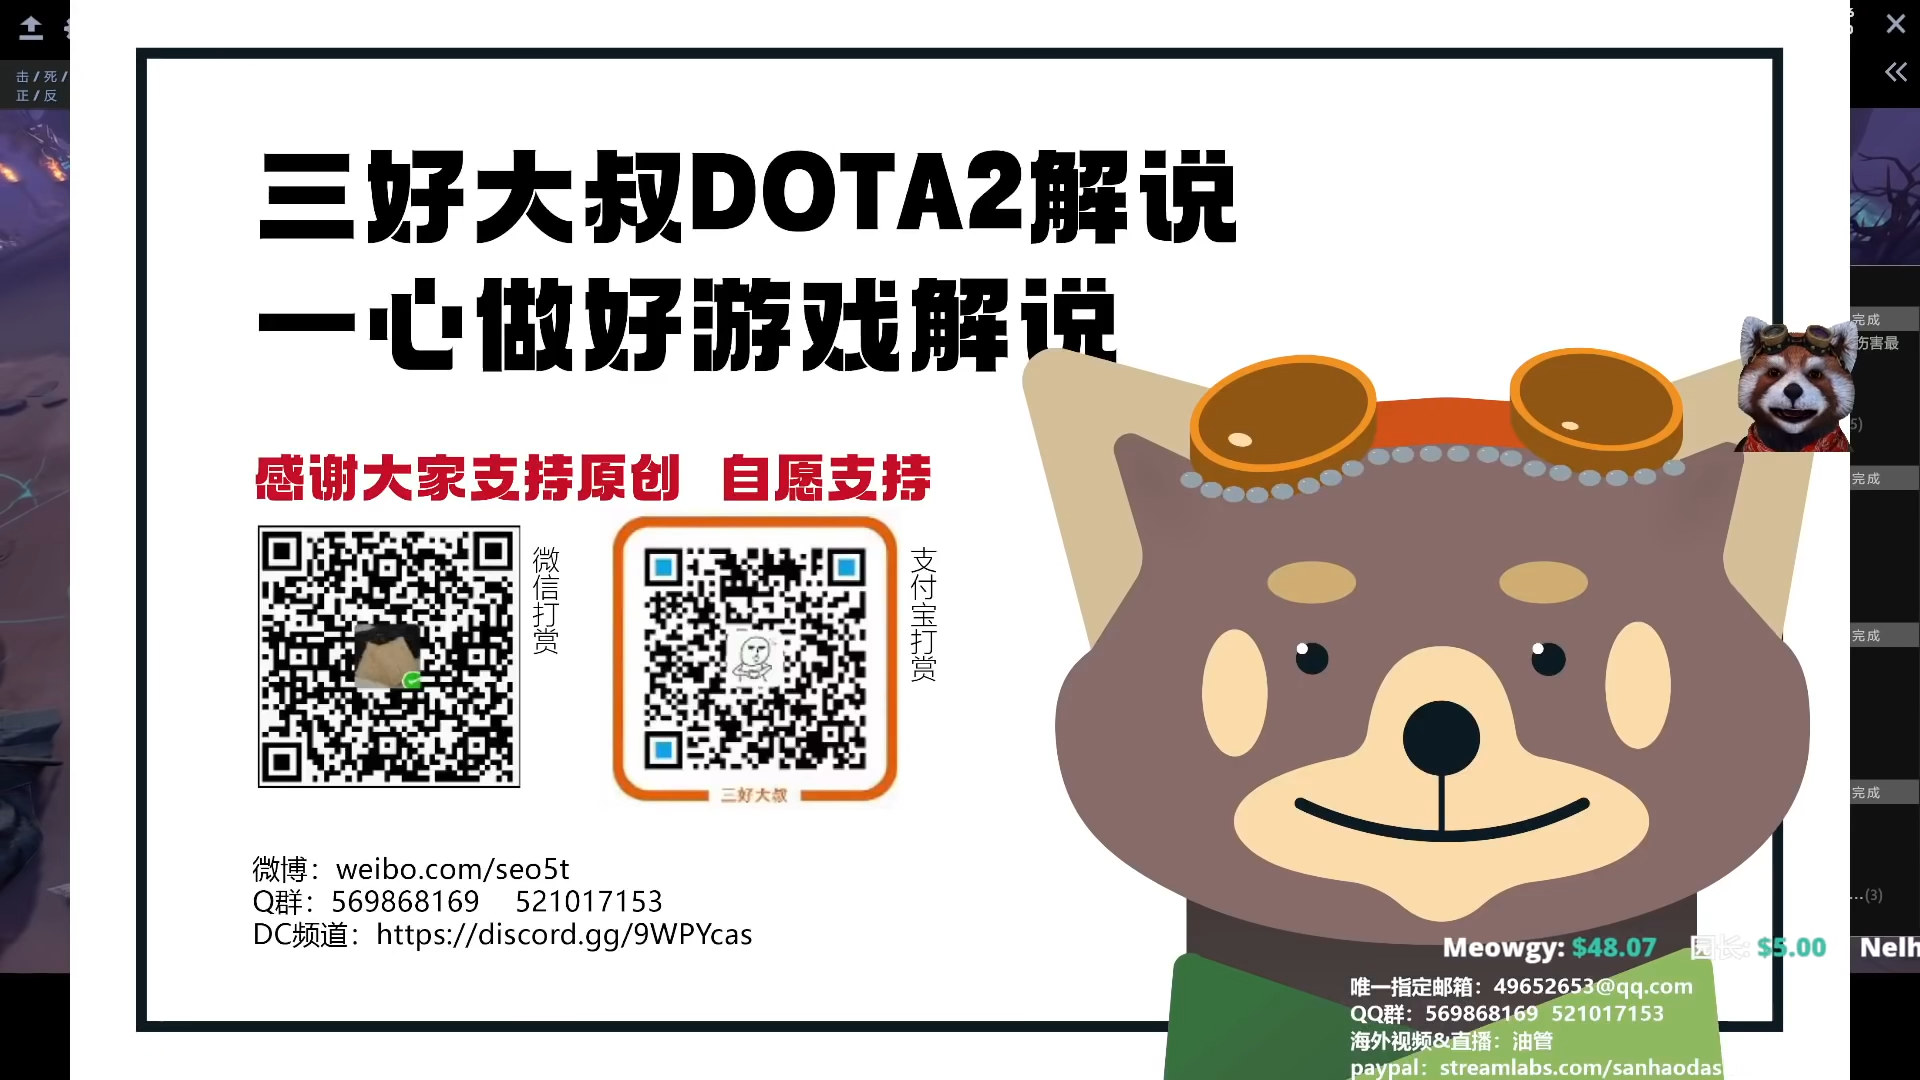 击 / 死 /
正 / 反
三好大叔DOTA2解说
一心做好游戏解说
感谢大家支持原创 自愿支持
微信打赏
支付宝打赏
三好大叔
微博：weibo.com/seo5t
Q群：569868169 521017153
DC频道：https://discord.gg/9WPYcas
完成
伤害最
5)
完成
完成
完成
...(3)
Meowgy: $48.07 园长: $5.00 Nelh
唯一指定邮箱：49652653@qq.com
QQ群：569868169 521017153
海外视频&直播：油管
paypal：streamlabs.com/sanhaodas